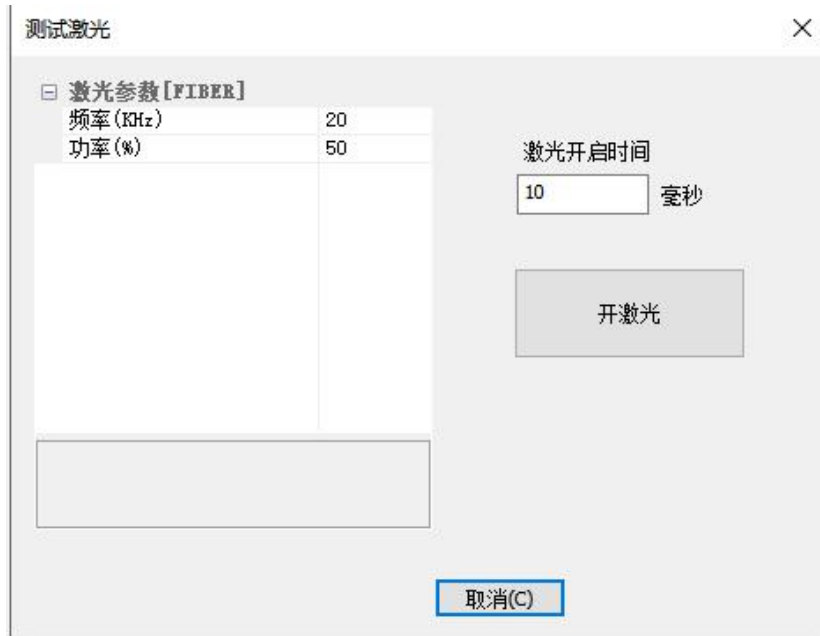 测试激光
激光参数[FIBER]
频率(KHz) 20
功率(%) 50
激光开启时间
10 毫秒
开激光
取消(C)